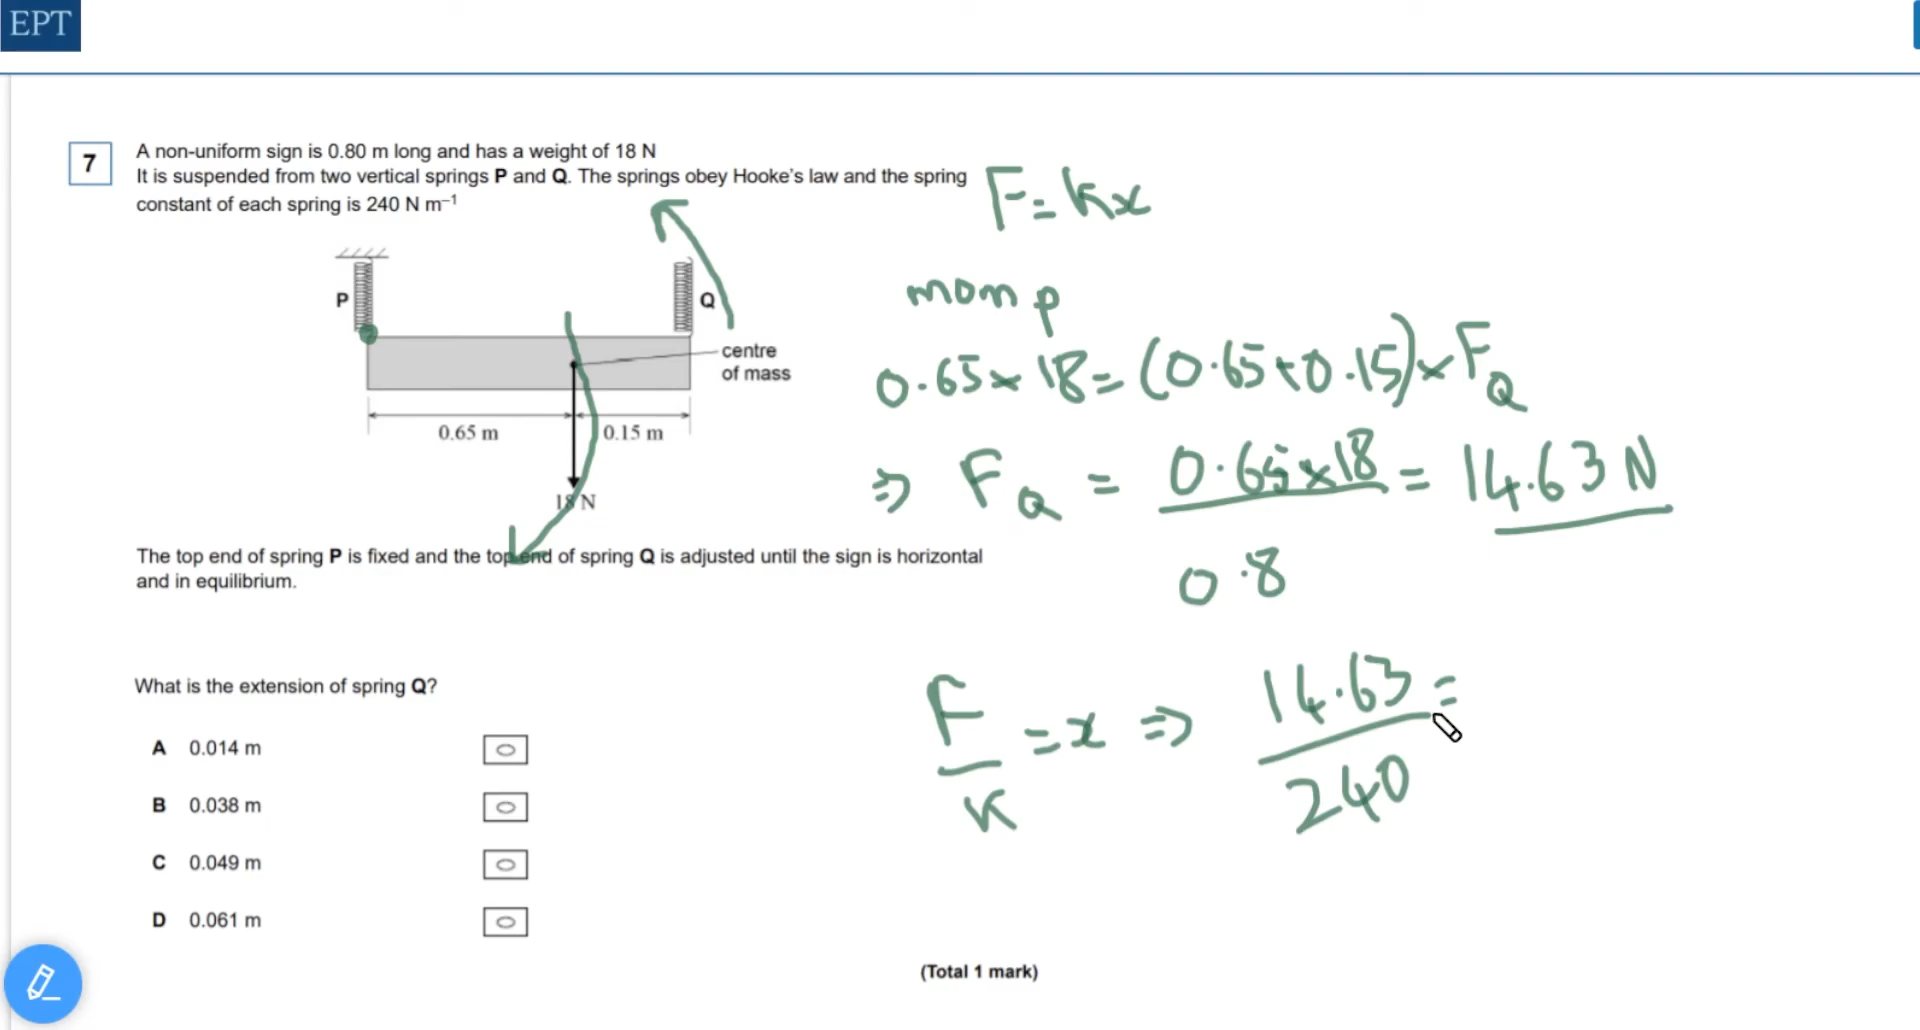 EPT
7
A non-uniform sign is 0.80 m long and has a weight of 18 N
It is suspended from two vertical springs P and Q. The springs obey Hooke's law and the spring
constant of each spring is 240 N m⁻¹
F = kx
P
Q
mom P
centre
of mass
0.65 × 18 = (0.65 + 0.15) × F_Q
0.65 m
0.15 m
18 N
⇒ F_Q = 0.65 × 18 = 14.63 N
0.8
The top end of spring P is fixed and the top end of spring Q is adjusted until the sign is horizontal
and in equilibrium.
What is the extension of spring Q?
F
K
= x ⇒
14.63 =
240
A 0.014 m
B 0.038 m
C 0.049 m
D 0.061 m
(Total 1 mark)